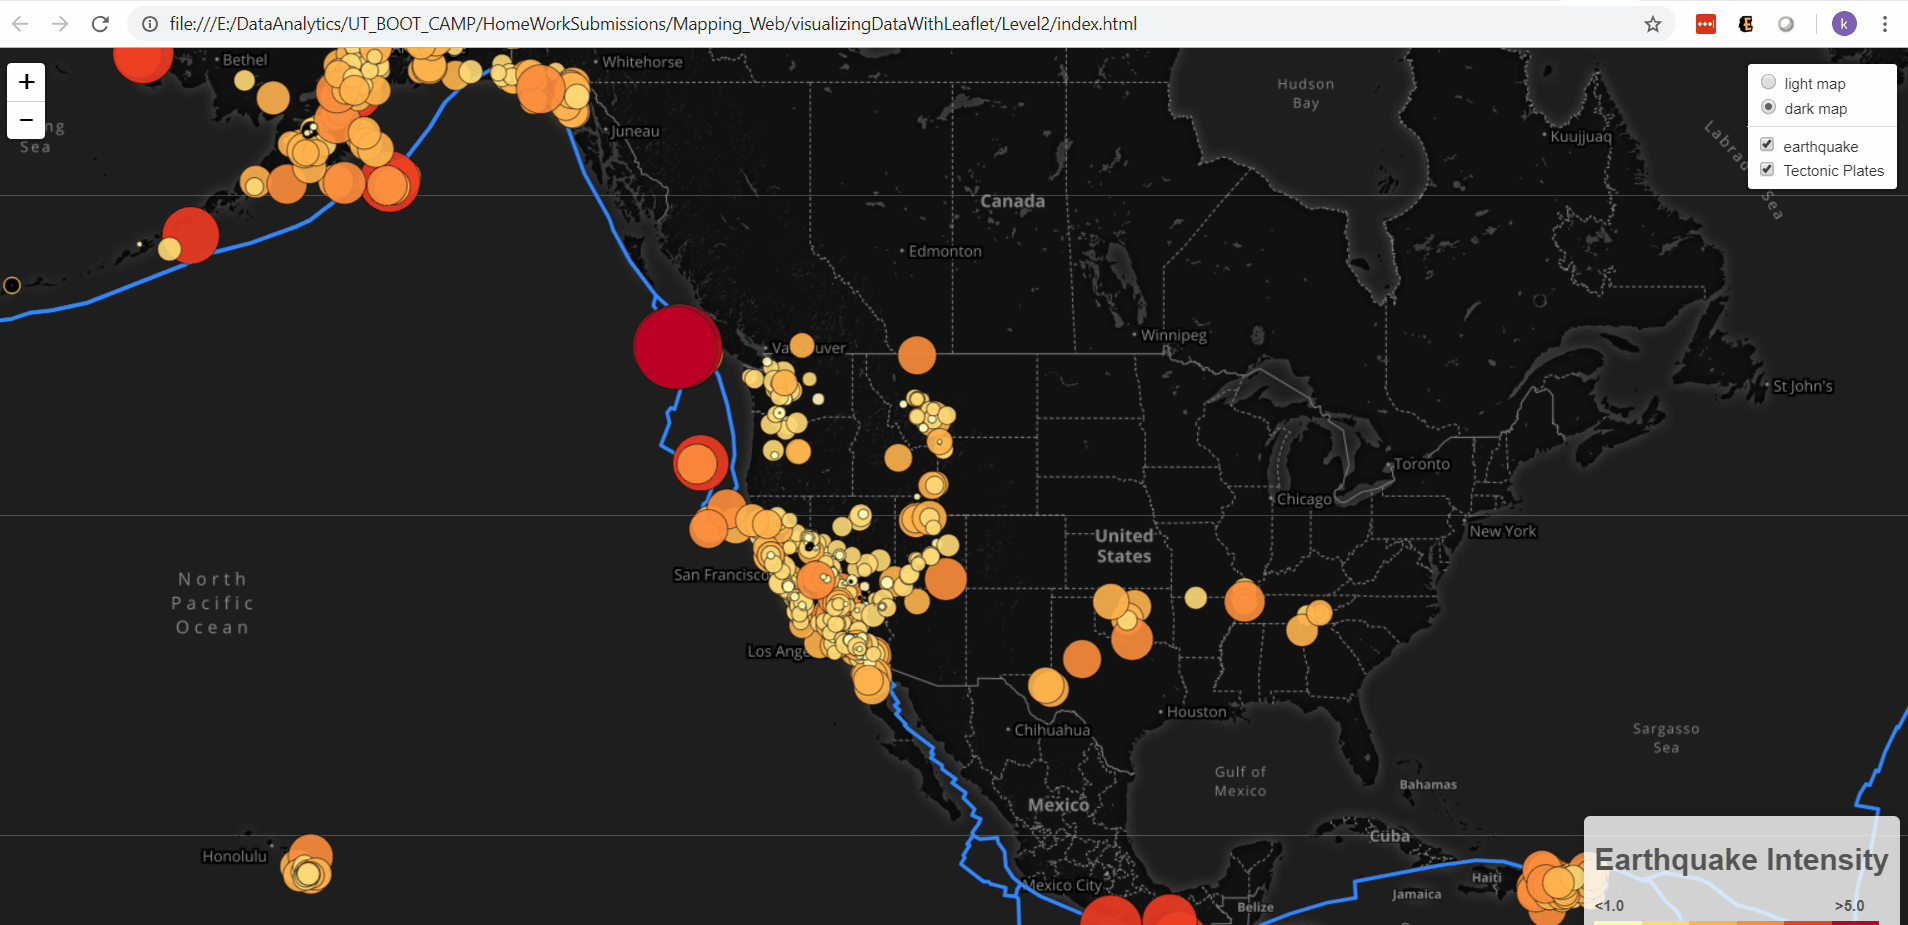 file:///E:/DataAnalytics/UT_BOOT_CAMP/HomeWorkSubmissions/Mapping_Web/visualizingDataWithLeaflet/Level2/index.html
k
+
−
light map
dark map
earthquake
Tectonic Plates
Bethel
Whitehorse
Hudson
Bay
Juneau
Kuujjuaq
Sea
Sea
Canada
Edmonton
Winnipeg
Vancouver
St John's
Toronto
Chicago
New York
United
States
San Francisco
North
Pacific
Ocean
Los Ange
Houston
Chihuahua
Sargasso
Sea
Gulf of
Mexico
Bahamas
Mexico
Cuba
Honolulu
Haiti
Mexico City
Jamaica
Belize
Earthquake Intensity
<1.0 >5.0